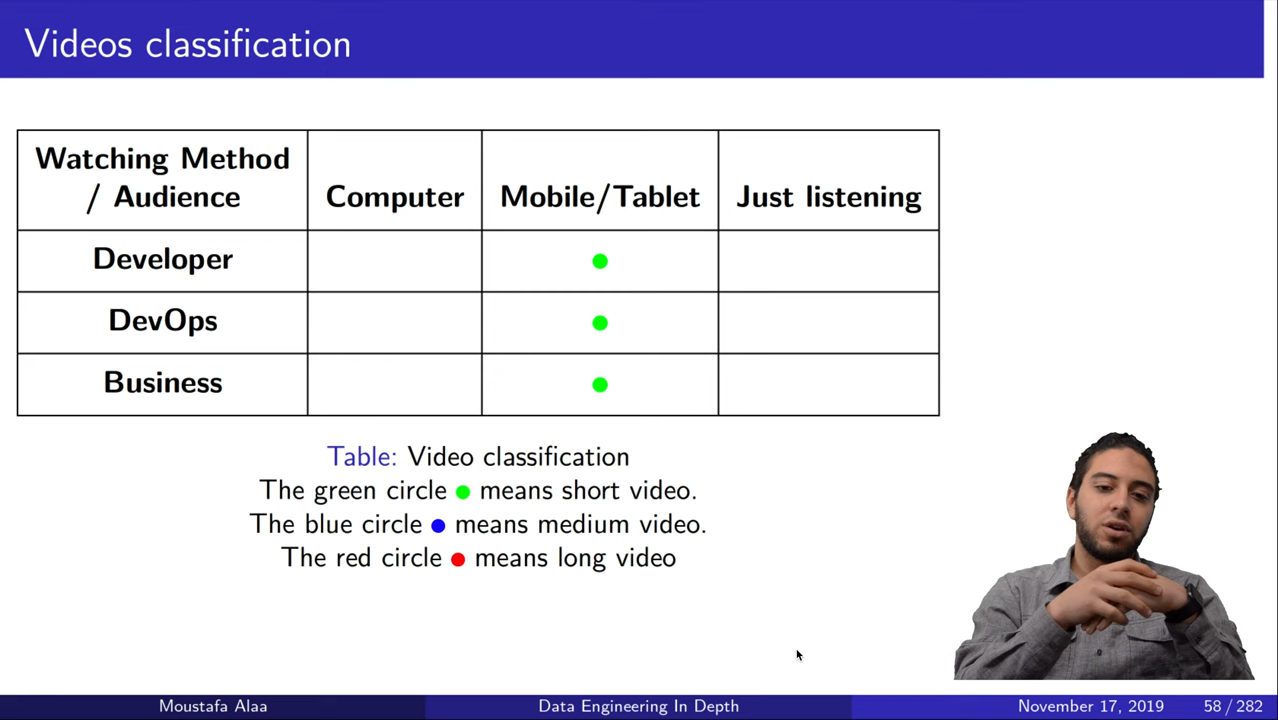 Videos classification
Watching Method
/ Audience
Computer
Mobile/Tablet
Just listening
Developer
DevOps
Business
Table: Video classification
The green circle ● means short video.
The blue circle ● means medium video.
The red circle ● means long video
Moustafa Alaa
Data Engineering In Depth
November 17, 2019
58 / 282